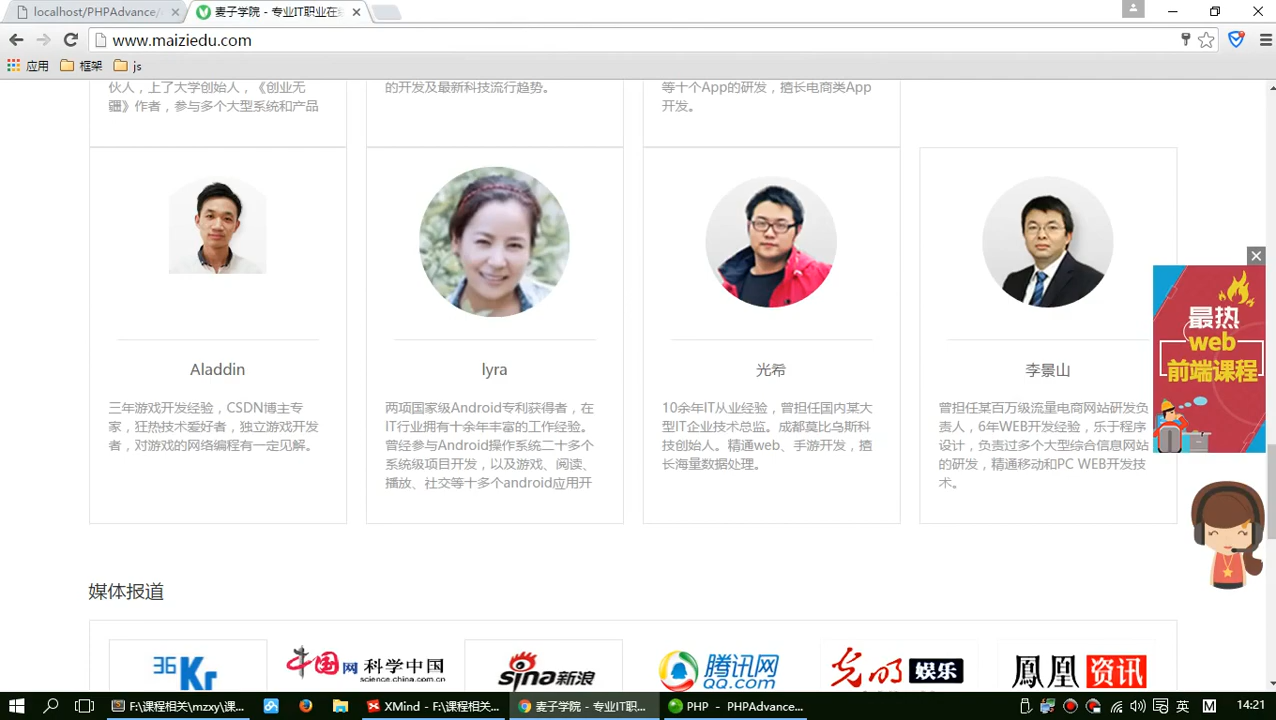 localhost/PHPAdvance/
麦子学院 - 专业IT职业在
www.maiziedu.com
应用
框架
js
伙人，上了大学创始人，《创业无
疆》作者，参与多个大型系统和产品
的开发及最新科技流行趋势。
等十个App的研发，擅长电商类App
开发。
Aladdin
三年游戏开发经验，CSDN博主专
家，狂热技术爱好者，独立游戏开发
者，对游戏的网络编程有一定见解。
lyra
两项国家级Android专利获得者，在
IT行业拥有十余年丰富的工作经验。
曾经参与Android操作系统二十多个
系统级项目开发，以及游戏、阅读、
播放、社交等十多个android应用开
光希
10余年IT从业经验，曾担任国内某大
型IT企业技术总监。成都莫比乌斯科
技创始人。精通web、手游开发，擅
长海量数据处理。
李景山
曾担任某百万级流量电商网站研发负
责人，6年WEB开发经验，乐于程序
设计，负责过多个大型综合信息网站
的研发，精通移动和PC WEB开发技
术。
最热
web
前端课程
媒体报道
36Kr
中国网 科学中国
science.china.com.cn
sina新浪
腾讯网
QQ.com
光明 娱乐
鳳凰 资讯
F:\课程相关\mzxy\课...
XMind - F:\课程相关...
麦子学院 - 专业IT职...
PHP - PHPAdvance...
英
M
14:21